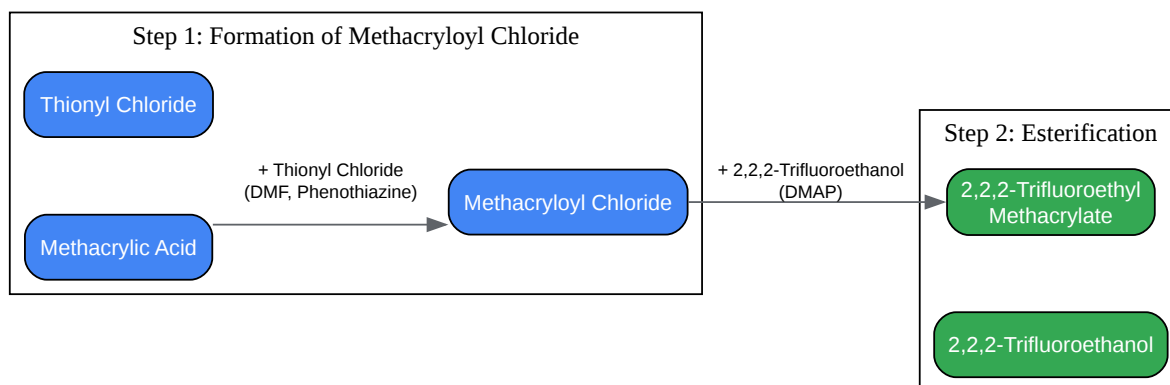 Step 1: Formation of Methacryloyl Chloride
Thionyl Chloride
+ Thionyl Chloride
(DMF, Phenothiazine)
Methacrylic Acid
Methacryloyl Chloride
+ 2,2,2-Trifluoroethanol
(DMAP)
Step 2: Esterification
2,2,2-Trifluoroethyl
Methacrylate
2,2,2-Trifluoroethanol